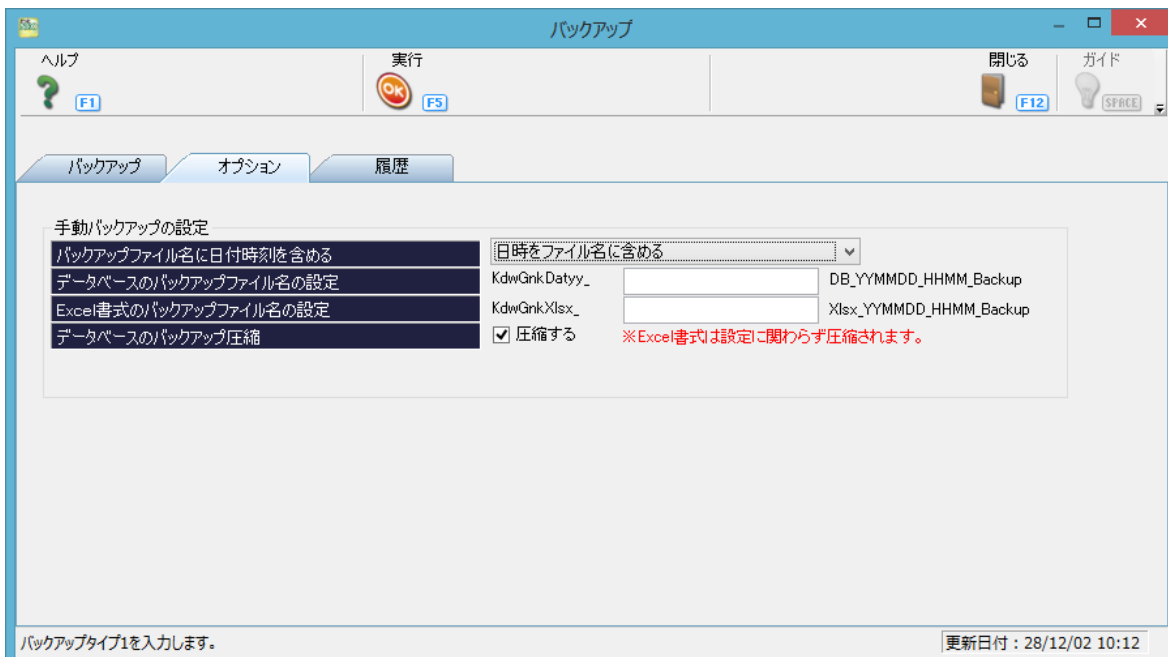 バックアップ
ヘルプ 実行 閉じる ガイド
F1 F5 F12 SPACE
バックアップ オプション 履歴
手動バックアップの設定
バックアップファイル名に日付時刻を含める 日時をファイル名に含める
データベースのバックアップファイル名の設定 KdwGnkDatyy_ DB_YYMMDD_HHMM_Backup
Excel書式のバックアップファイル名の設定 KdwGnkXlsx_ Xlsx_YYMMDD_HHMM_Backup
データベースのバックアップ圧縮 圧縮する ※Excel書式は設定に関わらず圧縮されます。
バックアップタイプ1を入力します。 更新日付：28/12/02 10:12